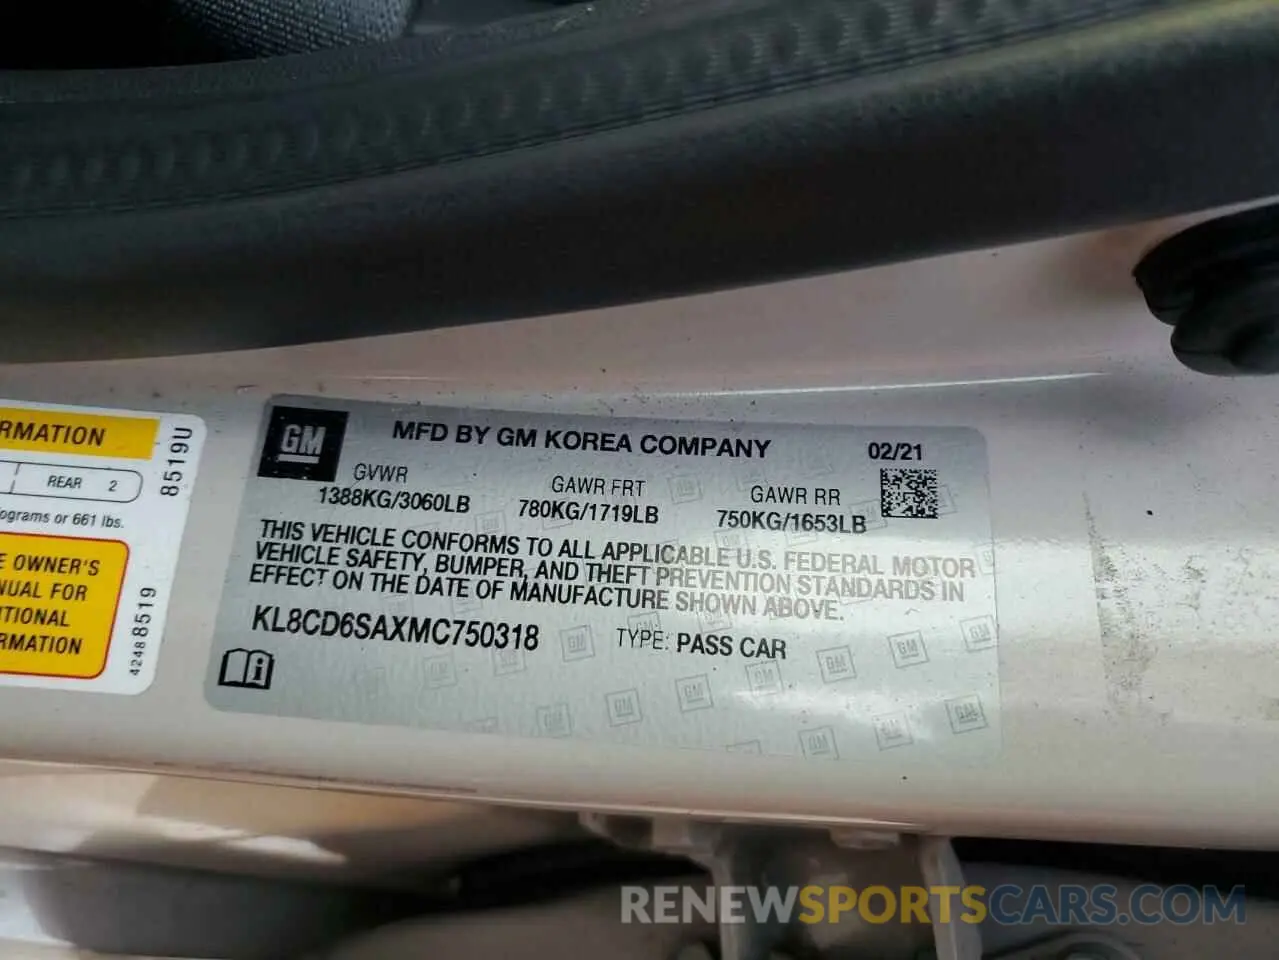 RMATION
REAR 2
ograms or 661 lbs.
E OWNER'S
NUAL FOR
ITIONAL
RMATION
8519U
42488519
GM
MFD BY GM KOREA COMPANY
02/21
GVWR
1388KG/3060LB
GAWR FRT
780KG/1719LB
GAWR RR
750KG/1653LB
THIS VEHICLE CONFORMS TO ALL APPLICABLE U.S. FEDERAL MOTOR
VEHICLE SAFETY, BUMPER, AND THEFT PREVENTION STANDARDS IN
EFFECT ON THE DATE OF MANUFACTURE SHOWN ABOVE.
KL8CD6SAXMC750318
TYPE: PASS CAR
RENEWSPORTSCARS.COM